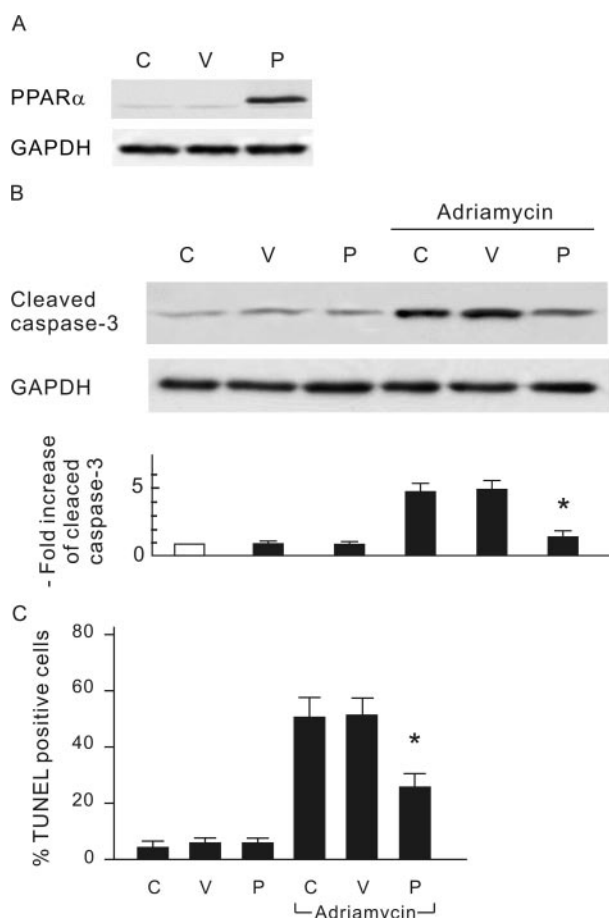 A
C V P
PPARα
GAPDH
B
Adriamycin
C V P C V P
Cleaved
caspase-3
GAPDH
- Fold increase
of cleaced
caspase-3
5
0
*
C
% TUNEL positive cells
80
60
40
20
0
*
C V P C V P
Adriamycin